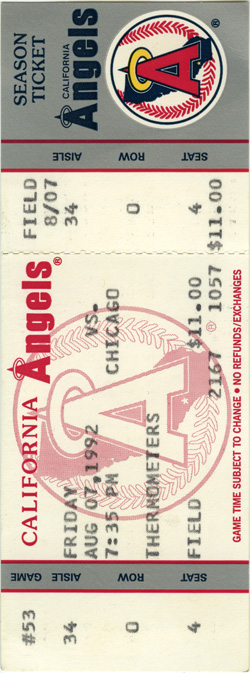 SEASON
TICKET
CALIFORNIA
Angels
A
®
AISLE ROW SEAT
FIELD
8/07
34 0 4
$11.00
CALIFORNIA Angels®
A
FRIDAY
AUG 07,1992 VS.
7:35 PM CHICAGO
THERMOMETERS
FIELD $11.00
2167 1057
GAME TIME SUBJECT TO CHANGE • NO REFUNDS/EXCHANGES
GAME AISLE ROW SEAT
#53 34 0 4